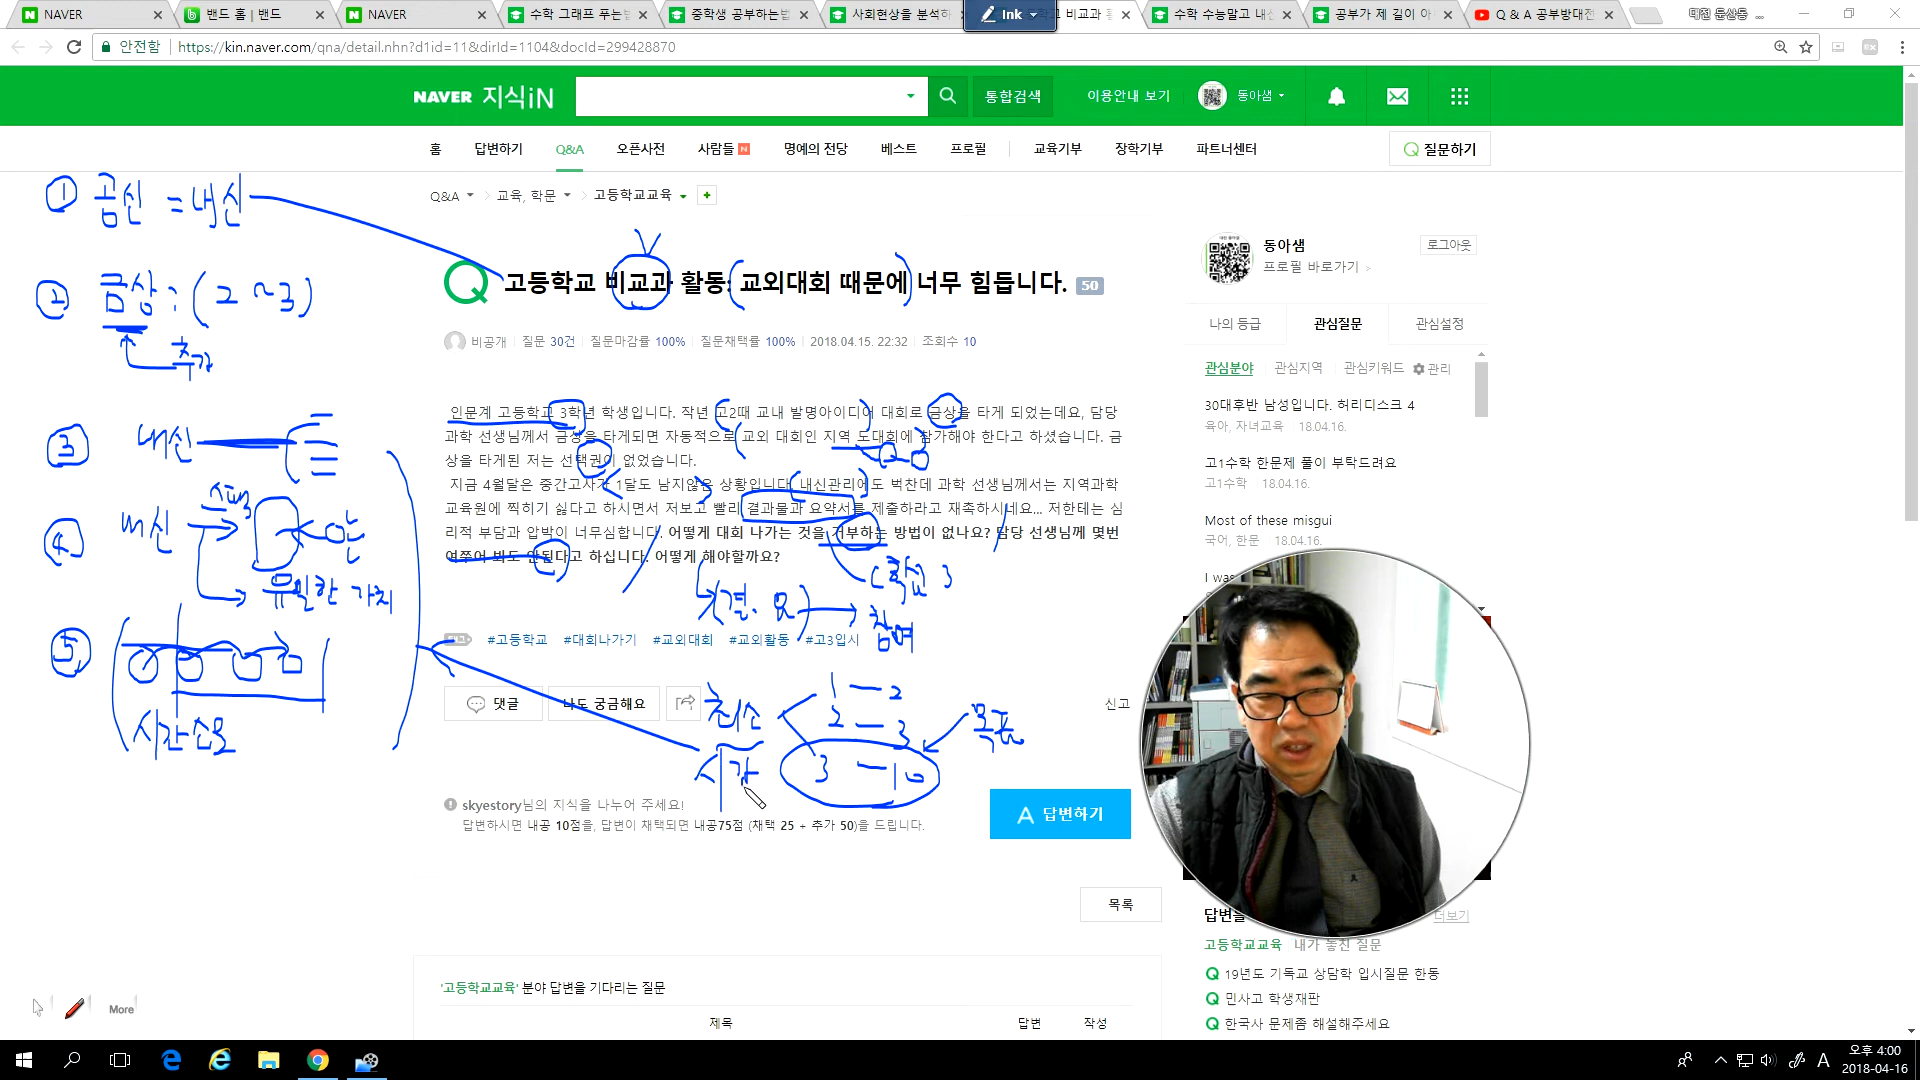 NAVER
밴드 홈 | 밴드
NAVER
수학 그래프 푸는법
중학생 공부하는법
사회현상을 분석하
Ink
비교과 활
수학 수능말고 내신
공부가 제 길이 아
Q & A 공부방대전
안전함
https://kin.naver.com/qna/detail.nhn?d1id=11&dirId=1104&docId=299428870
NAVER 지식iN
통합검색
이용안내 보기
동아샘
홈
답변하기
Q&A
오픈사전
사람들 N
명예의 전당
베스트
프로필
교육기부
장학기부
파트너센터
질문하기
Q&A
교육, 학문
고등학교교육
① 곰신 = 내신
② 금상 : (2 ~ 3)
추가
③ 내신
④ 내신
유일한 가치
⑤
시간소요
고등학교 비교과 활동: 교외대회 때문에 너무 힘듭니다. 50
비공개
질문 30건
질문마감률 100%
질문채택률 100%
2018.04.15. 22:32
조회수 10
인문계 고등학교 3학년 학생입니다. 작년 고2때 교내 발명아이디어 대회로 금상을 타게 되었는데요, 담당
과학 선생님께서 금상을 타게되면 자동적으로 교외 대회인 지역 도대회에 참가해야 한다고 하셨습니다. 금
상을 타게된 저는 선택권이 없었습니다.
지금 4월달은 중간고사가 1달도 남지않은 상황입니다. 내신관리에도 벅찬데 과학 선생님께서는 지역과학
교육원에 찍히기 싫다고 하시면서 저보고 빨리 결과물과 요약서를 제출하라고 재촉하시네요... 저한테는 심
리적 부담과 압박이 너무심합니다. 어떻게 대회 나가는 것을 거부하는 방법이 없나요? 담당 선생님께 몇번
여쭈어 봐도 안된다고 하십니다. 어떻게 해야할까요?
(학교)
(결. 요)
참여
태그
#고등학교
#대회나가기
#교외대회
#교외활동
#고3입시
댓글
나도 궁금해요
신고
최소
시간
1 — 2
2 — 3
3 — 10
목표
skyestory님의 지식을 나누어 주세요!
답변하시면 내공 10점을, 답변이 채택되면 내공75점 (채택 25 + 추가 50)을 드립니다.
답변하기
목록
'고등학교교육' 분야 답변을 기다리는 질문
제목
답변
작성
동아샘
로그아웃
프로필 바로가기 >
나의 등급
관심질문
관심설정
관심분야
관심지역
관심키워드
관리
30대후반 남성입니다. 허리디스크 4
육아, 자녀교육
18.04.16.
고1수학 한문제 풀이 부탁드려요
고1수학
18.04.16.
Most of these misgui
국어, 한문
18.04.16.
I was
더보기
고등학교교육
내가 놓친 질문
19년도 기독교 상담학 입시질문 한동
민사고 학생재판
한국사 문제좀 해설해주세요
More
A
오후 4:00
2018-04-16